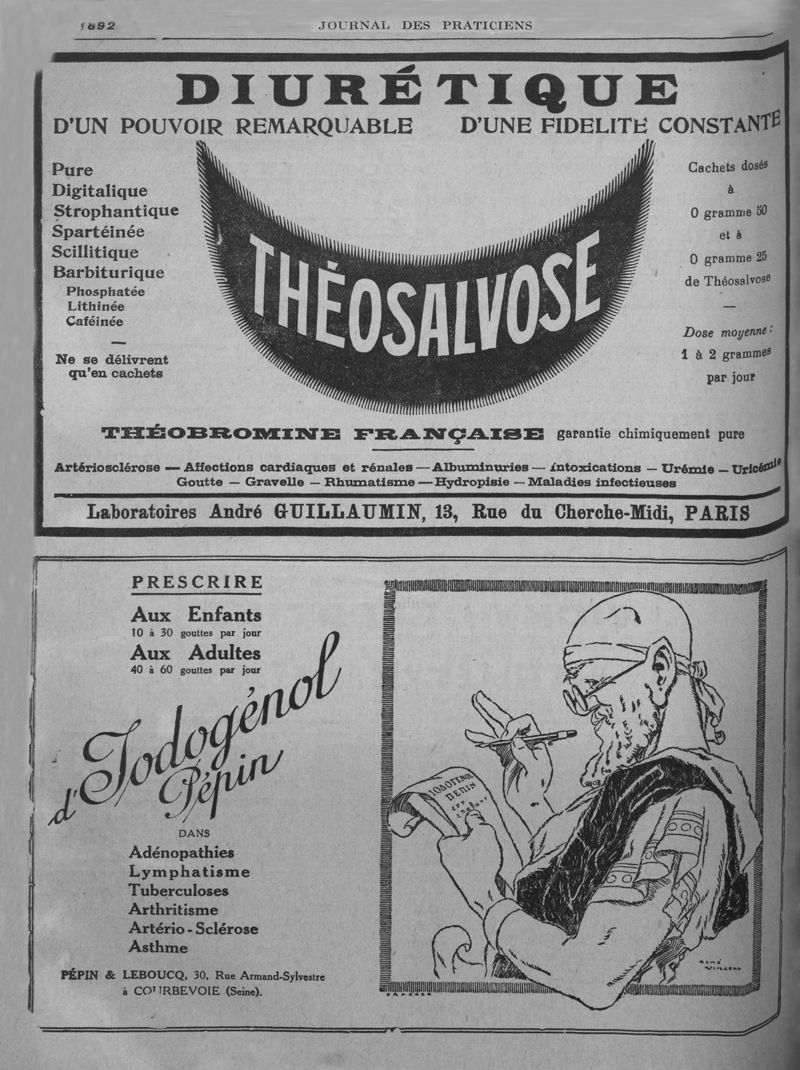 1892
JOURNAL DES PRATICIENS
DIURÉTIQUE
D'UN POUVOIR REMARQUABLE D'UNE FIDELITÉ CONSTANTE
Pure
Digitalique
Strophantique
Spartéinée
Scillitique
Barbiturique
Phosphatée
Lithinée
Caféinée
Ne se délivrent
qu'en cachets
THÉOSALVOSE
Cachets dosés
à
0 gramme 50
et à
0 gramme 25
de Théosalvose
Dose moyenne:
1 à 2 grammes
par jour
THÉOBROMINE FRANÇAISE garantie chimiquement pure
Artériosclérose — Affections cardiaques et rénales — Albuminuries — Intoxications — Urémie — Uricémie
Goutte — Gravelle — Rhumatisme — Hydropisie — Maladies infectieuses
Laboratoires André GUILLAUMIN, 13, Rue du Cherche-Midi, PARIS
PRESCRIRE
Aux Enfants
10 à 30 gouttes par jour
Aux Adultes
40 à 60 gouttes par jour
d'Iodogénol
Pépin
DANS
Adénopathies
Lymphatisme
Tuberculoses
Arthritisme
Artério-Sclérose
Asthme
PÉPIN & LEBOUCQ, 30, Rue Armand-Sylvestre
à COURBEVOIE (Seine).
RENÉ
VINCENT